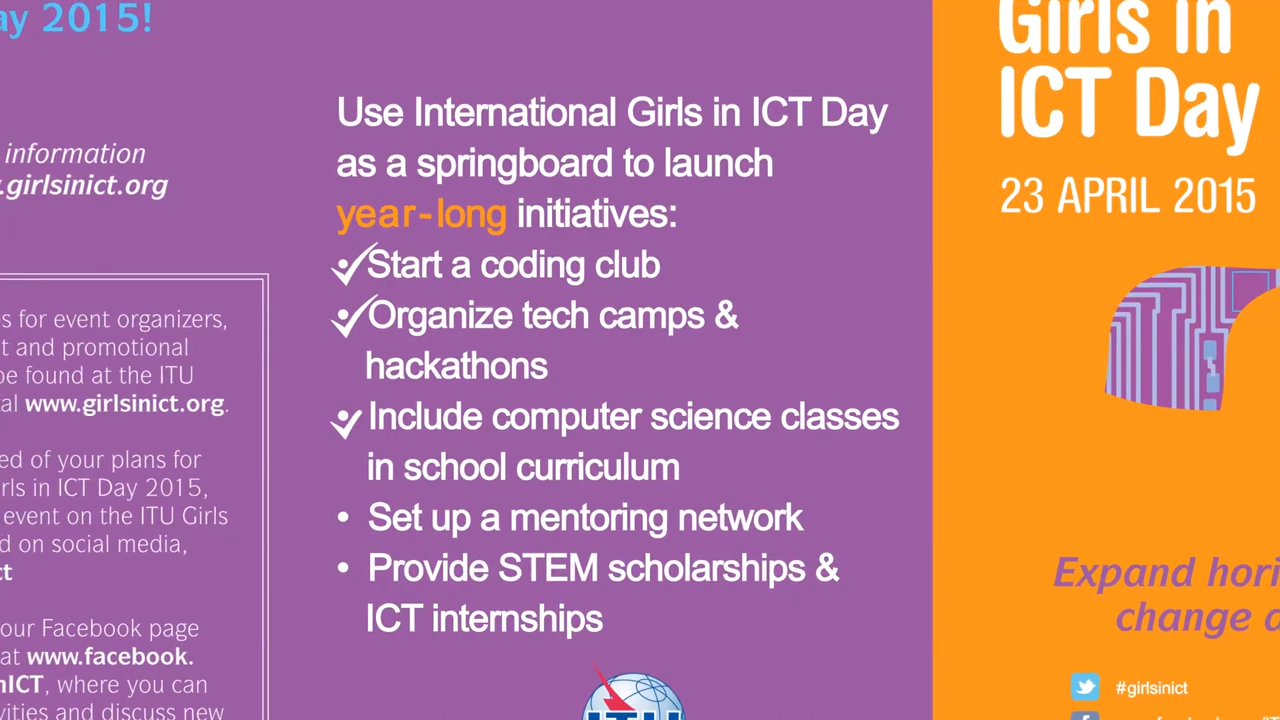 ay 2015!
information
.girlsinict.org
s for event organizers,
t and promotional
be found at the ITU
al www.girlsinict.org.
ed of your plans for
rls in ICT Day 2015,
event on the ITU Girls
d on social media,
ct
our Facebook page
at www.facebook.
nICT, where you can
vities and discuss new
Use International Girls in ICT Day
as a springboard to launch
year-long initiatives:
Start a coding club
Organize tech camps &
hackathons
Include computer science classes
in school curriculum
• Set up a mentoring network
• Provide STEM scholarships &
ICT internships
ITU
Girls in
ICT Day
23 APRIL 2015
Expand hori
change
#girlsinict